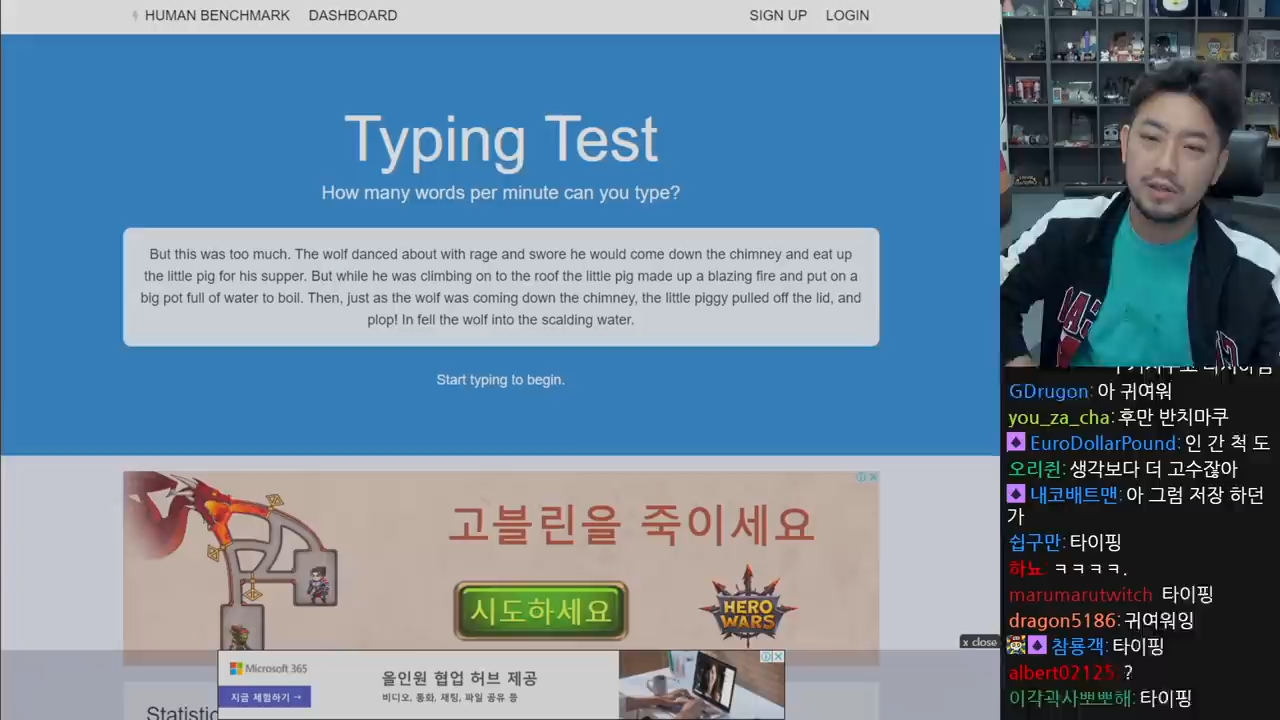 HUMAN BENCHMARK DASHBOARD SIGN UP LOGIN
Typing Test
How many words per minute can you type?
But this was too much. The wolf danced about with rage and swore he would come down the chimney and eat up
the little pig for his supper. But while he was climbing on to the roof the little pig made up a blazing fire and put on a
big pot full of water to boil. Then, just as the wolf was coming down the chimney, the little piggy pulled off the lid, and
plop! In fell the wolf into the scalding water.
Start typing to begin.
고블린을 죽이세요
시도하세요
HERO
WARS
x close
Microsoft 365
지금 체험하기 →
올인원 협업 허브 제공
비디오, 통화, 채팅, 파일 공유 등
Statistic
GDrugon: 아 귀여워
you_za_cha: 후만 반치마쿠
EuroDollarPound: 인 간 척 도
오리쥔: 생각보다 더 고수잖아
내코배트맨: 아 그럼 저장 하던
가
쉽구만: 타이핑
하뇨: ㅋㅋㅋㅋ.
marumarutwitch 타이핑
dragon5186: 귀여워잉
참룡객: 타이핑
albert02125 ?
이각곽사뽀뽀해: 타이핑